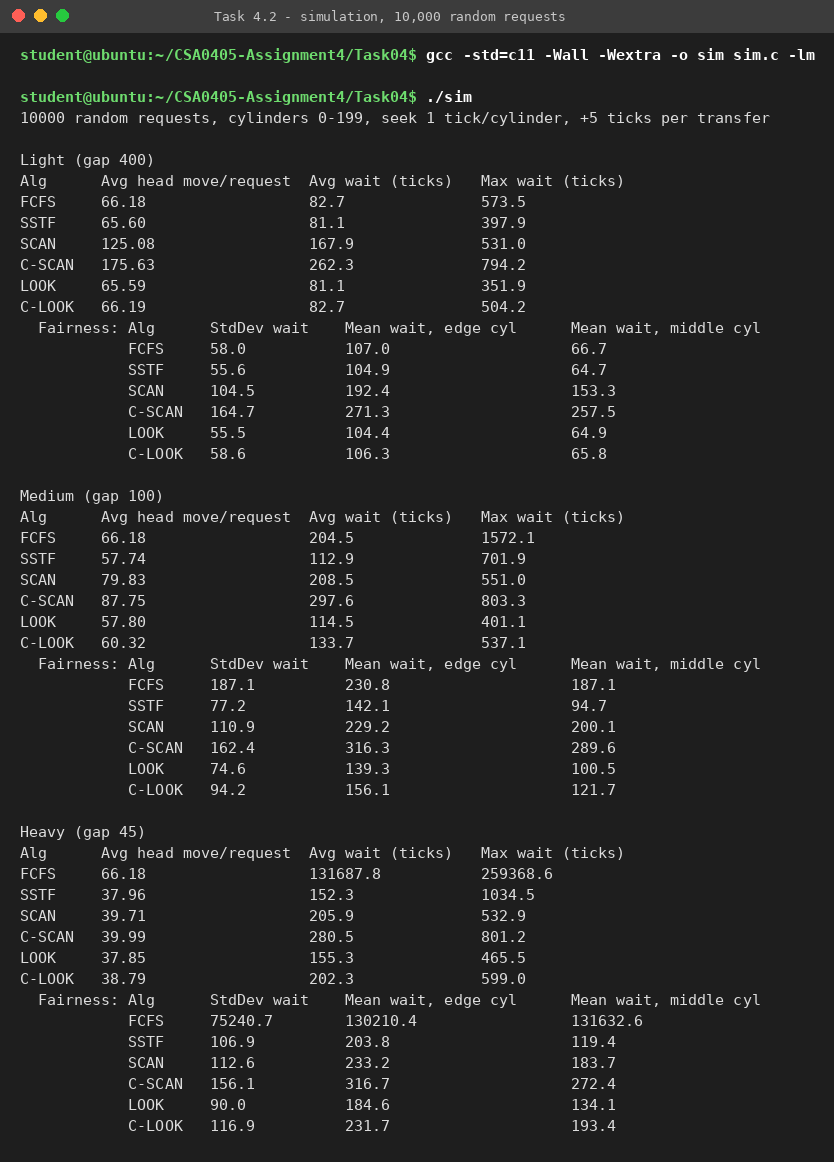 Task 4.2 - simulation, 10,000 random requests
student@ubuntu:~/CSA0405-Assignment4/Task04$ gcc -std=c11 -Wall -Wextra -o sim sim.c -lm
student@ubuntu:~/CSA0405-Assignment4/Task04$ ./sim
10000 random requests, cylinders 0-199, seek 1 tick/cylinder, +5 ticks per transfer
Light (gap 400)
Alg      Avg head move/request  Avg wait (ticks)   Max wait (ticks)
FCFS     66.18                  82.7               573.5
SSTF     65.60                  81.1               397.9
SCAN     125.08                 167.9              531.0
C-SCAN   175.63                 262.3              794.2
LOOK     65.59                  81.1               351.9
C-LOOK   66.19                  82.7               504.2
  Fairness: Alg      StdDev wait    Mean wait, edge cyl      Mean wait, middle cyl
            FCFS     58.0           107.0                    66.7
            SSTF     55.6           104.9                    64.7
            SCAN     104.5          192.4                    153.3
            C-SCAN   164.7          271.3                    257.5
            LOOK     55.5           104.4                    64.9
            C-LOOK   58.6           106.3                    65.8
Medium (gap 100)
Alg      Avg head move/request  Avg wait (ticks)   Max wait (ticks)
FCFS     66.18                  204.5              1572.1
SSTF     57.74                  112.9              701.9
SCAN     79.83                  208.5              551.0
C-SCAN   87.75                  297.6              803.3
LOOK     57.80                  114.5              401.1
C-LOOK   60.32                  133.7              537.1
  Fairness: Alg      StdDev wait    Mean wait, edge cyl      Mean wait, middle cyl
            FCFS     187.1          230.8                    187.1
            SSTF     77.2           142.1                    94.7
            SCAN     110.9          229.2                    200.1
            C-SCAN   162.4          316.3                    289.6
            LOOK     74.6           139.3                    100.5
            C-LOOK   94.2           156.1                    121.7
Heavy (gap 45)
Alg      Avg head move/request  Avg wait (ticks)   Max wait (ticks)
FCFS     66.18                  131687.8           259368.6
SSTF     37.96                  152.3              1034.5
SCAN     39.71                  205.9              532.9
C-SCAN   39.99                  280.5              801.2
LOOK     37.85                  155.3              465.5
C-LOOK   38.79                  202.3              599.0
  Fairness: Alg      StdDev wait    Mean wait, edge cyl      Mean wait, middle cyl
            FCFS     75240.7        130210.4                 131632.6
            SSTF     106.9          203.8                    119.4
            SCAN     112.6          233.2                    183.7
            C-SCAN   156.1          316.7                    272.4
            LOOK     90.0           184.6                    134.1
            C-LOOK   116.9          231.7                    193.4